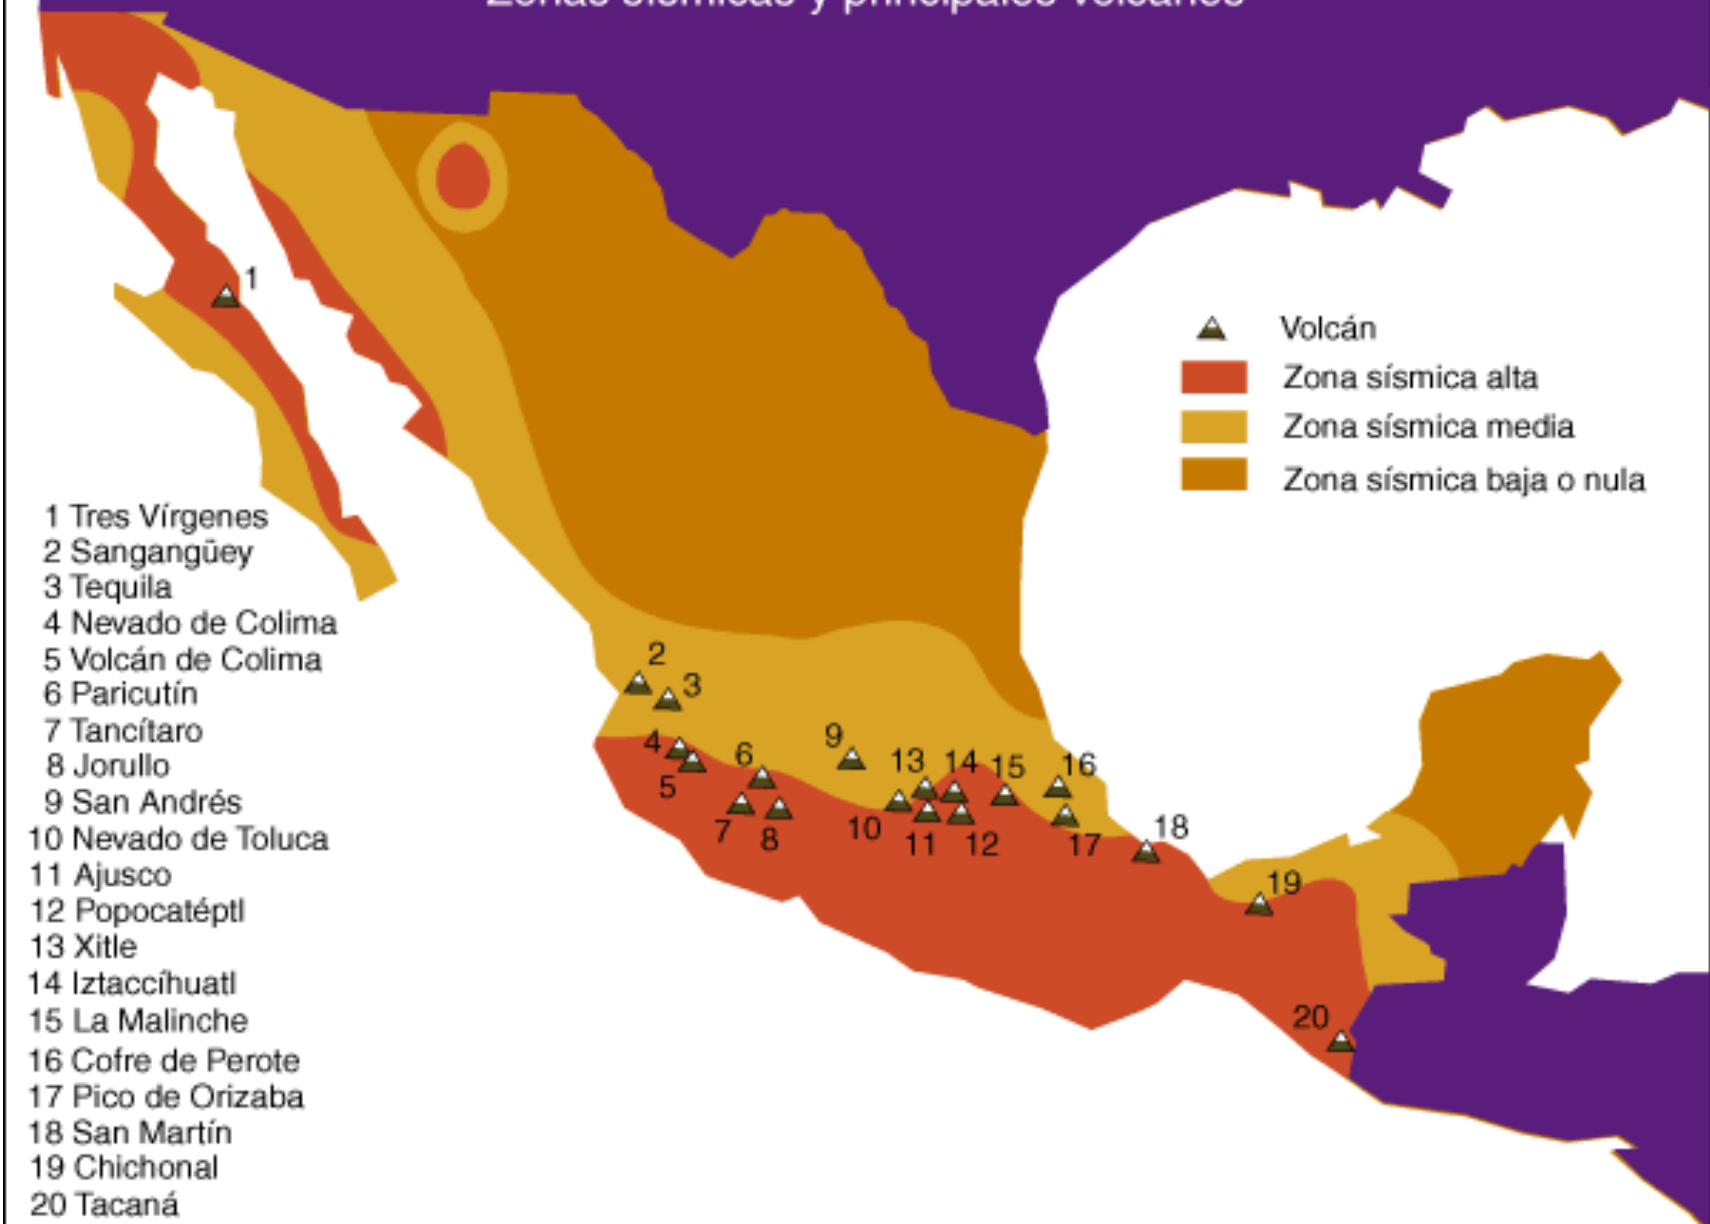 Zonas sísmicas y principales volcanes
1
Volcán
Zona sísmica alta
Zona sísmica media
Zona sísmica baja o nula
1 Tres Vírgenes
2 Sangangüey
3 Tequila
4 Nevado de Colima
5 Volcán de Colima
6 Paricutín
7 Tancítaro
8 Jorullo
9 San Andrés
10 Nevado de Toluca
11 Ajusco
12 Popocatéptl
13 Xitle
14 Iztaccíhuatl
15 La Malinche
16 Cofre de Perote
17 Pico de Orizaba
18 San Martín
19 Chichonal
20 Tacaná
2
3
4
5
6
7
8
9
10
13
14
15
16
11
12
17
18
19
20